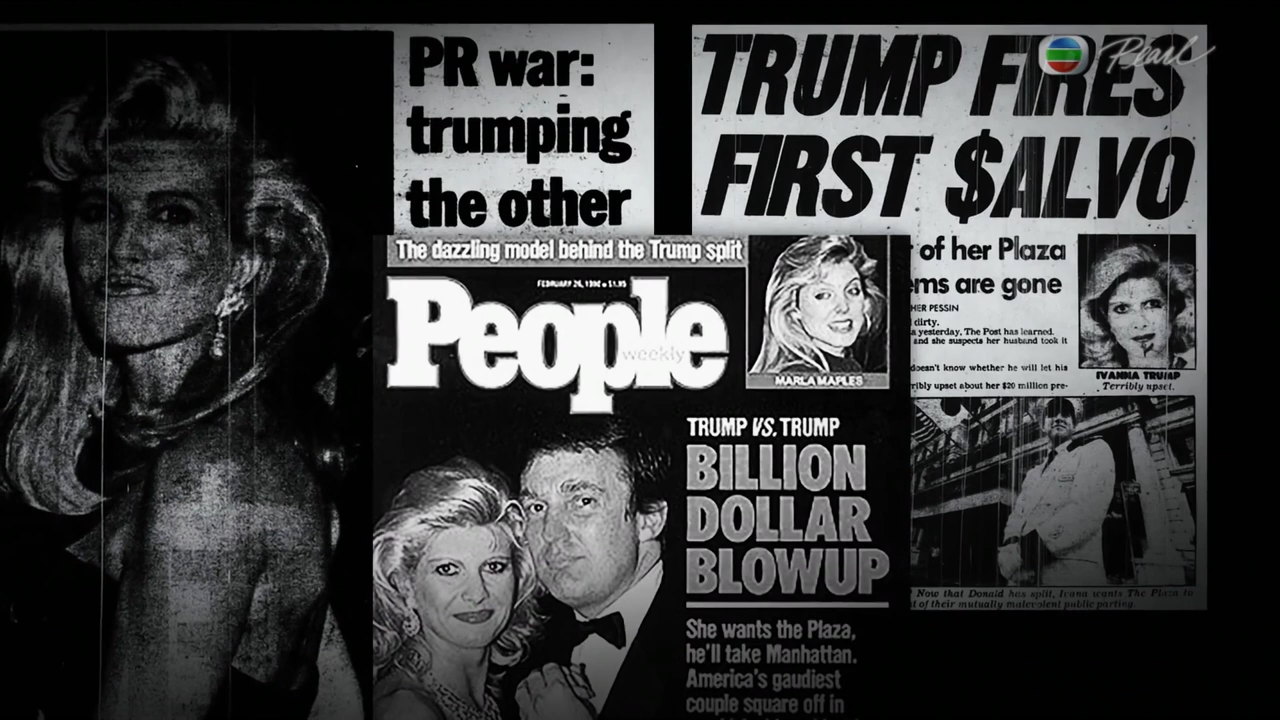 PR war:
trumping
the other
TRUMP FIRES
FIRST $ALVO
Pearl
of her Plaza
ems are gone
HER PESSIN
dirty.
a yesterday, The Post has learned.
and she suspects her husband took it
doesn't know whether he will let his
ribly upset about her $20 million pre-
IVANNA TRUMP
Terribly upset.
Now that Donald has split, Ivana wants The Plaza to
of their mutually malevolent public parting.
The dazzling model behind the Trump split
FEBRUARY 26, 1990 • $1.95
People
weekly
MARLA MAPLES
TRUMP VS. TRUMP
BILLION
DOLLAR
BLOWUP
She wants the Plaza,
he'll take Manhattan.
America's gaudiest
couple square off in